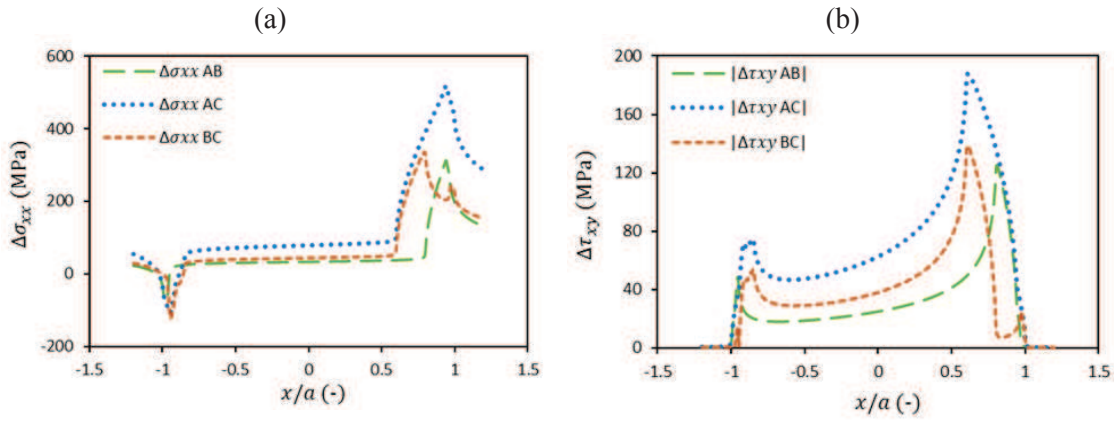 (a)
(b)
600
400
200
0
-200
Δσxx AB
Δσxx AC
Δσxx BC
Δσxx (MPa)
-1.5 -1 -0.5 0 0.5 1 1.5
x/a (-)
200
160
120
80
40
0
|Δτxy AB|
|Δτxy AC|
|Δτxy BC|
Δτxy (MPa)
-1.5 -1 -0.5 0 0.5 1 1.5
x/a (-)